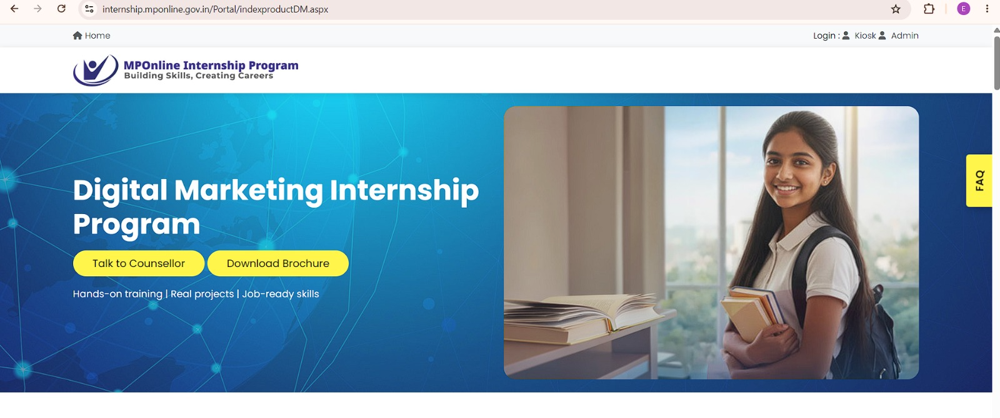 internship.mponline.gov.in/Portal/indexproductDM.aspx
E
Home
Login : Kiosk Admin
MPOnline Internship Program
Building Skills, Creating Careers
Digital Marketing Internship
Program
Talk to Counsellor Download Brochure
Hands-on training | Real projects | Job-ready skills
FAQ